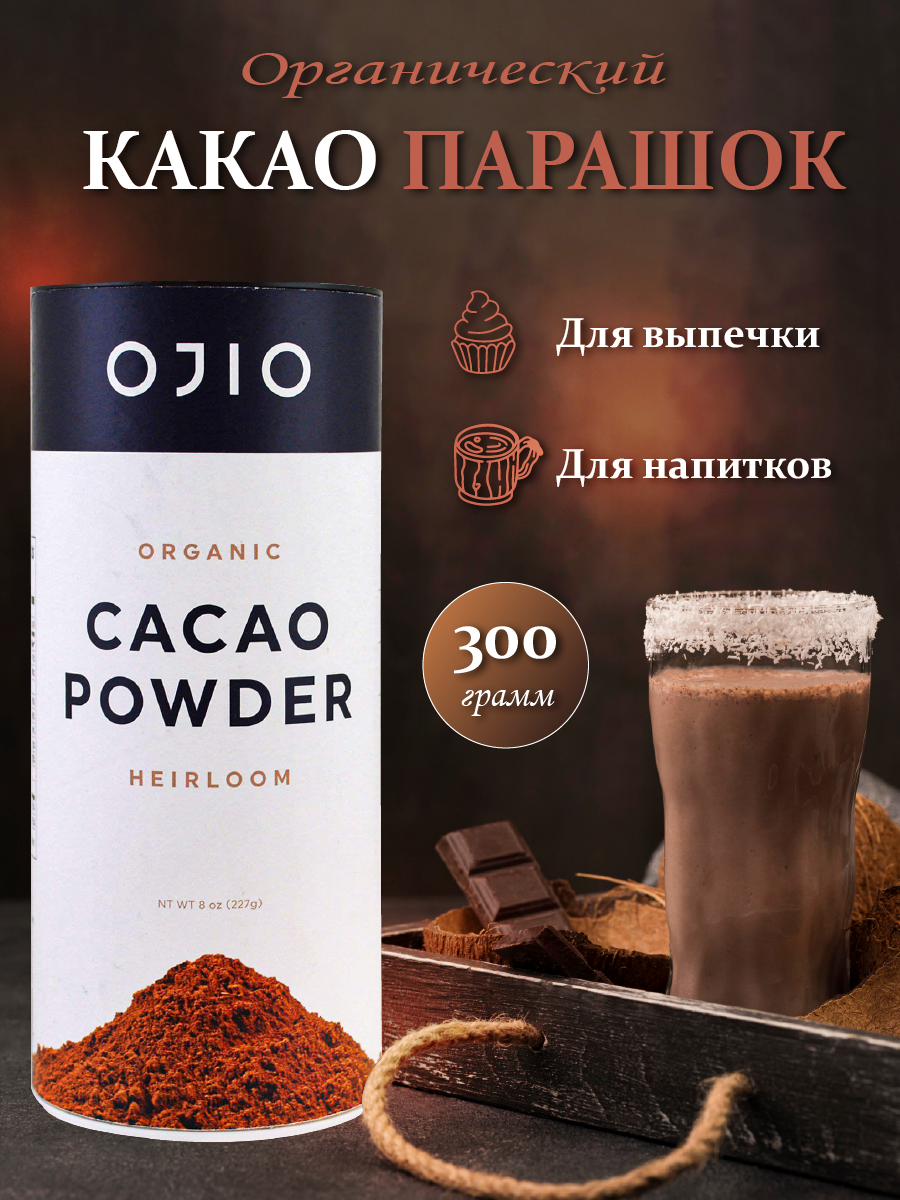 Органический
КАКАО ПАРАШОК
OJIO
Для выпечки
Для напитков
ORGANIC
CACAO
POWDER
HEIRLOOM
300
грамм
NT WT 8 oz (227g)